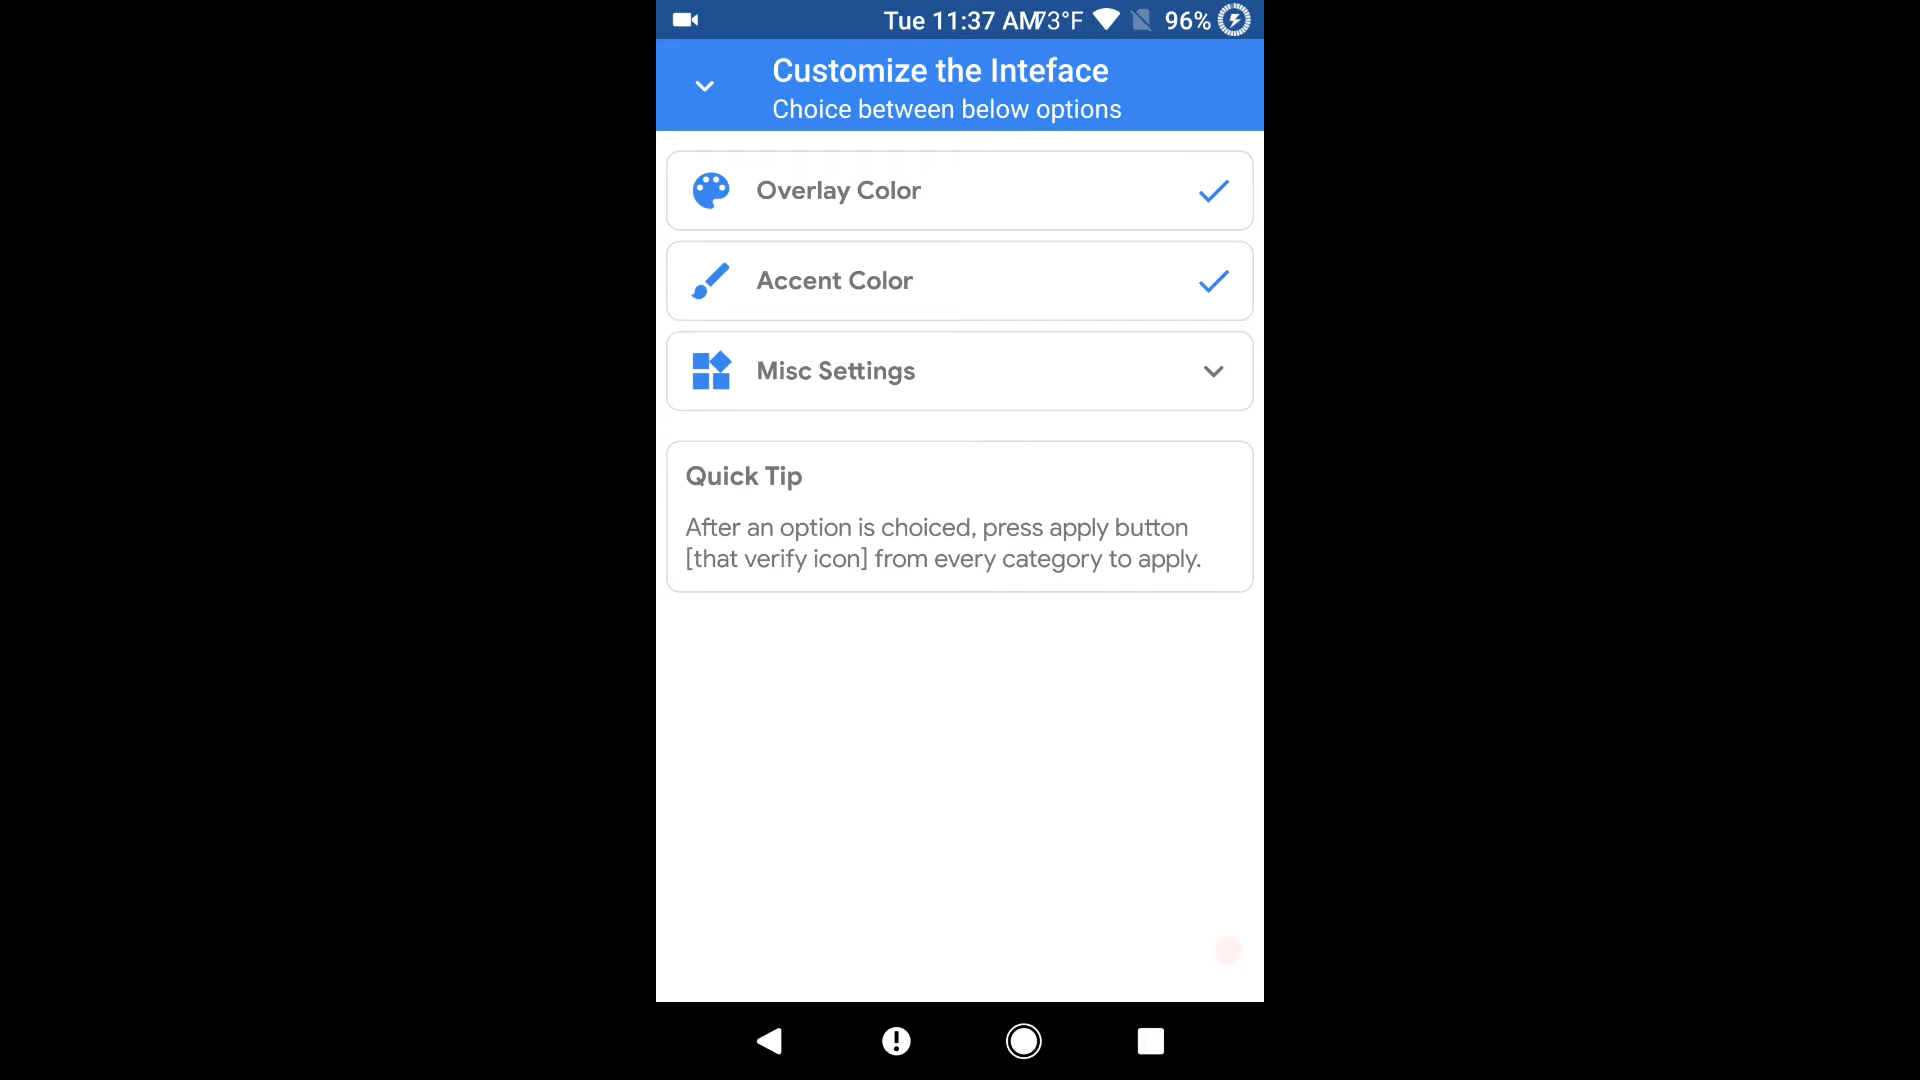 Tue 11:37 AM 73°F 96%
Customize the Inteface
Choice between below options
Overlay Color
Accent Color
Misc Settings
Quick Tip
After an option is choiced, press apply button
[that verify icon] from every category to apply.